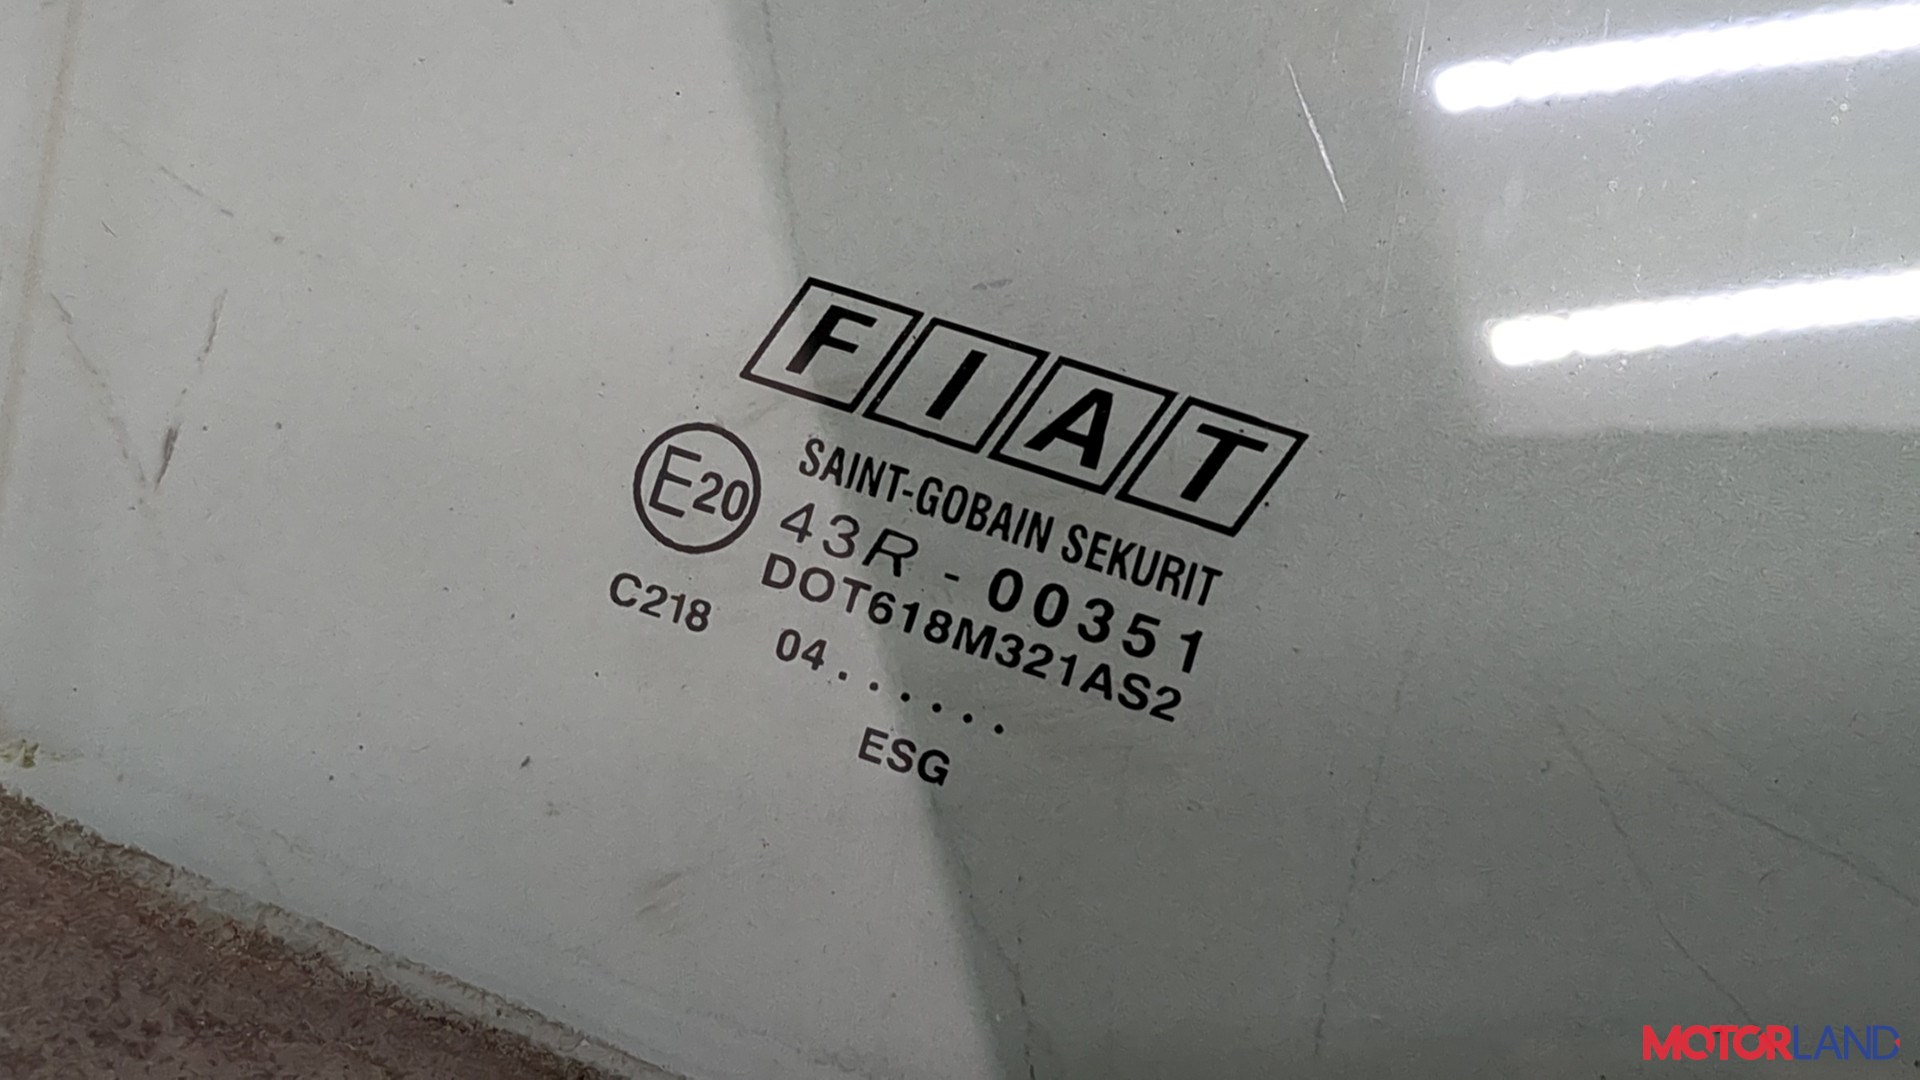 FIAT
SAINT-GOBAIN SEKURIT
E20 43R - 00351
DOT618M321AS2
C218 04......
ESG
MOTORLAND